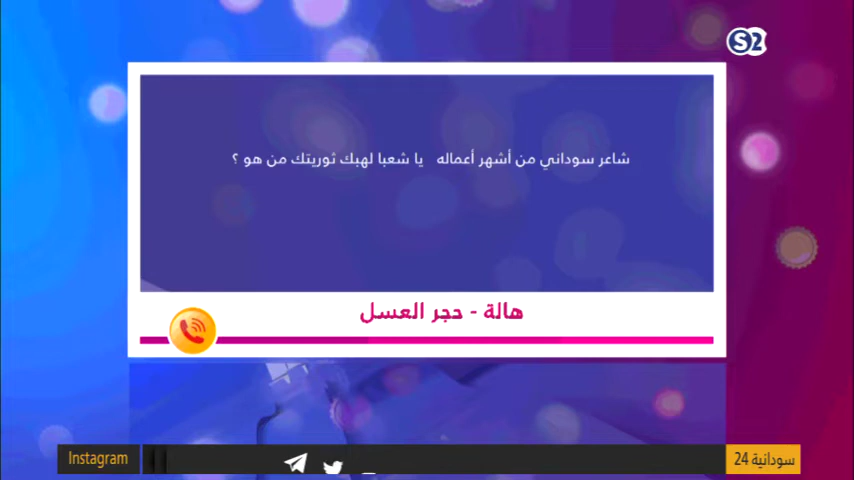 S2
شاعر سوداني من أشهر أعماله يا شعبا لهبك ثوريتك من هو ؟
هالة - حجر العسل
Instagram
سودانية 24